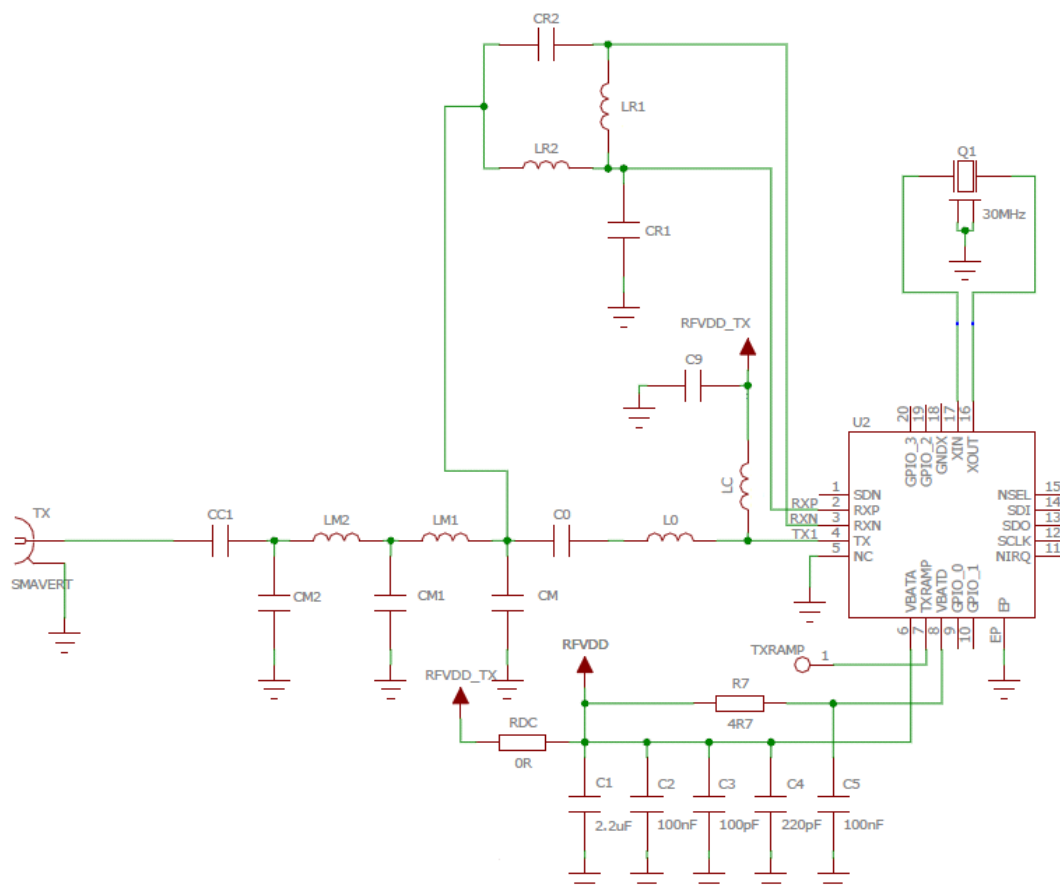 CR2
LR1
LR2
CR1
Q1
30MHz
RFVDD_TX
C9
LC
U2
20 19 18 17 16
GPIO_3 GPIO_2 GNDX XIN XOUT
RXP
RXN
TX1
1 SDN
2 RXP
3 RXN
4 TX
5 NC
NSEL 15
SDI 14
SDO 13
SCLK 12
NIRQ 11
VBATA TXRAMP VBATD GPIO_0 GPIO_1 EP
6 7 8 9 10 EP
TX
SMAVERT
CC1
LM2
LM1
C0
L0
CM2
CM1
CM
TXRAMP 1
RFVDD
RFVDD_TX
R7
4R7
RDC
0R
C1
2.2uF
C2
100nF
C3
100pF
C4
220pF
C5
100nF